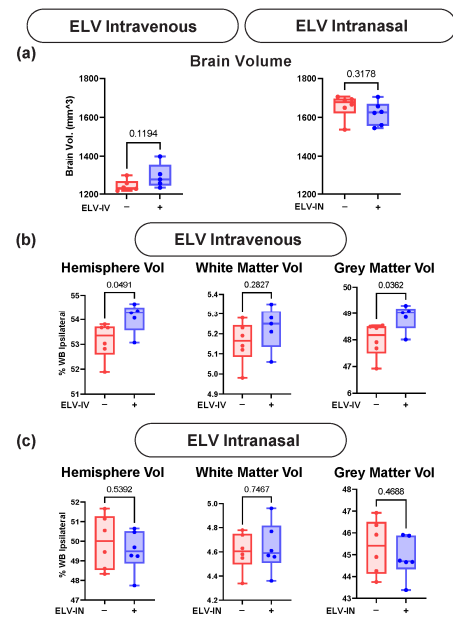 ELV Intravenous
ELV Intranasal
(a)
Brain Volume
1800
1600
1400
1200
Brain Vol. (mm^3)
0.1194
ELV-IV
–
+
1800
1600
1400
1200
0.3178
ELV-IN
–
+
(b)
ELV Intravenous
Hemisphere Vol
White Matter Vol
Grey Matter Vol
% WB Ipsilateral
55
54
53
52
51
0.0491
ELV-IV
–
+
5.4
5.3
5.2
5.1
5.0
4.9
0.2827
–
+
50
49
48
47
46
0.0362
ELV-IV
–
+
(c)
ELV Intranasal
Hemisphere Vol
White Matter Vol
Grey Matter Vol
% WB Ipsilateral
52
51
50
49
48
47
0.5392
ELV-IN
–
+
5.0
4.8
4.6
4.4
4.2
0.7467
–
+
47
46
45
44
43
0.4688
ELV-IN
–
+